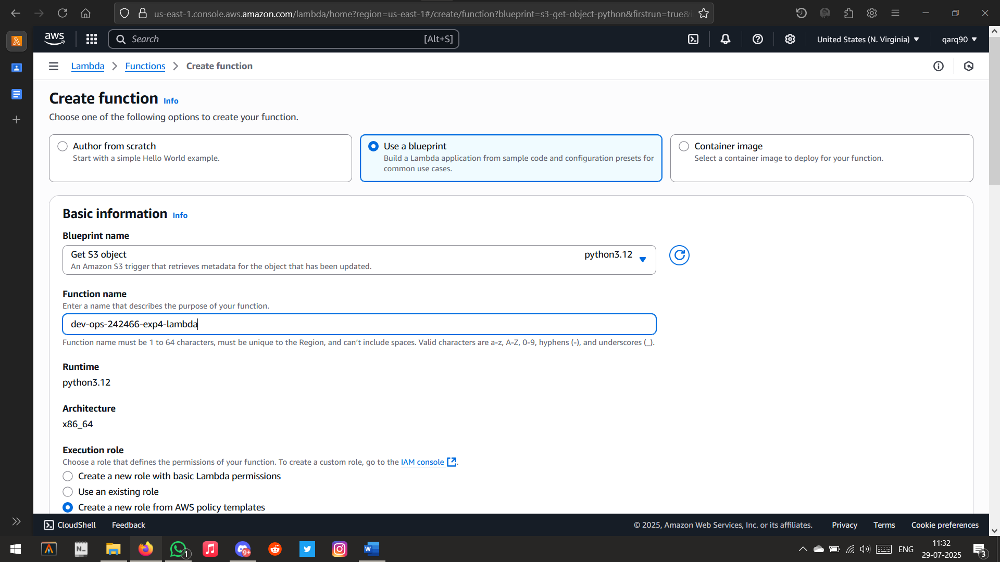 us-east-1.console.aws.amazon.com/lambda/home?region=us-east-1#/create/function?blueprint=s3-get-object-python&firstrun=true&
aws
Search
[Alt+S]
United States (N. Virginia)
qarq90
Lambda
Functions
Create function
Create function Info
Choose one of the following options to create your function.
Author from scratch
Start with a simple Hello World example.
Use a blueprint
Build a Lambda application from sample code and configuration presets for
common use cases.
Container image
Select a container image to deploy for your function.
Basic information Info
Blueprint name
Get S3 object
python3.12
An Amazon S3 trigger that retrieves metadata for the object that has been updated.
Function name
Enter a name that describes the purpose of your function.
dev-ops-242466-exp4-lambda
Function name must be 1 to 64 characters, must be unique to the Region, and can’t include spaces. Valid characters are a-z, A-Z, 0-9, hyphens (-), and underscores (_).
Runtime
python3.12
Architecture
x86_64
Execution role
Choose a role that defines the permissions of your function. To create a custom role, go to the IAM console.
Create a new role with basic Lambda permissions
Use an existing role
Create a new role from AWS policy templates
CloudShell
Feedback
© 2025, Amazon Web Services, Inc. or its affiliates.
Privacy
Terms
Cookie preferences
N_
1
9+
W
ENG
11:32
29-07-2025
3